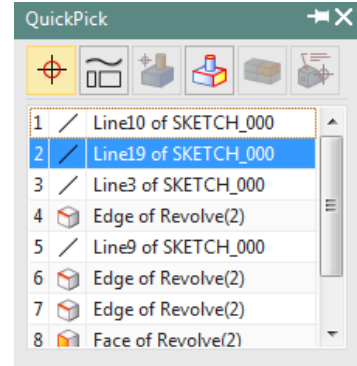 QuickPick
1 Line10 of SKETCH_000
2 Line19 of SKETCH_000
3 Line3 of SKETCH_000
4 Edge of Revolve(2)
5 Line9 of SKETCH_000
6 Edge of Revolve(2)
7 Edge of Revolve(2)
8 Face of Revolve(2)